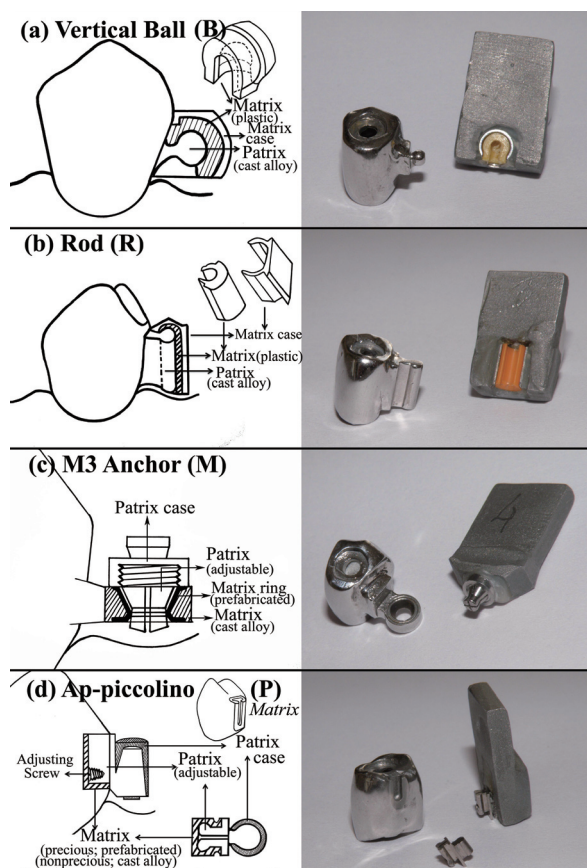 (a) Vertical Ball (B)
Matrix
(plastic)
Matrix
case
Patrix
(cast alloy)
(b) Rod (R)
Matrix case
Matrix(plastic)
Patrix
(cast alloy)
(c) M3 Anchor (M)
Patrix case
Patrix
(adjustable)
Matrix ring
(prefabricated)
Matrix
(cast alloy)
(d) Ap-piccolino (P)
Matrix
Patrix
case
Adjusting
Screw
Patrix
(adjustable)
Matrix
(precious; prefabricated)
(nonprecious; cast alloy)